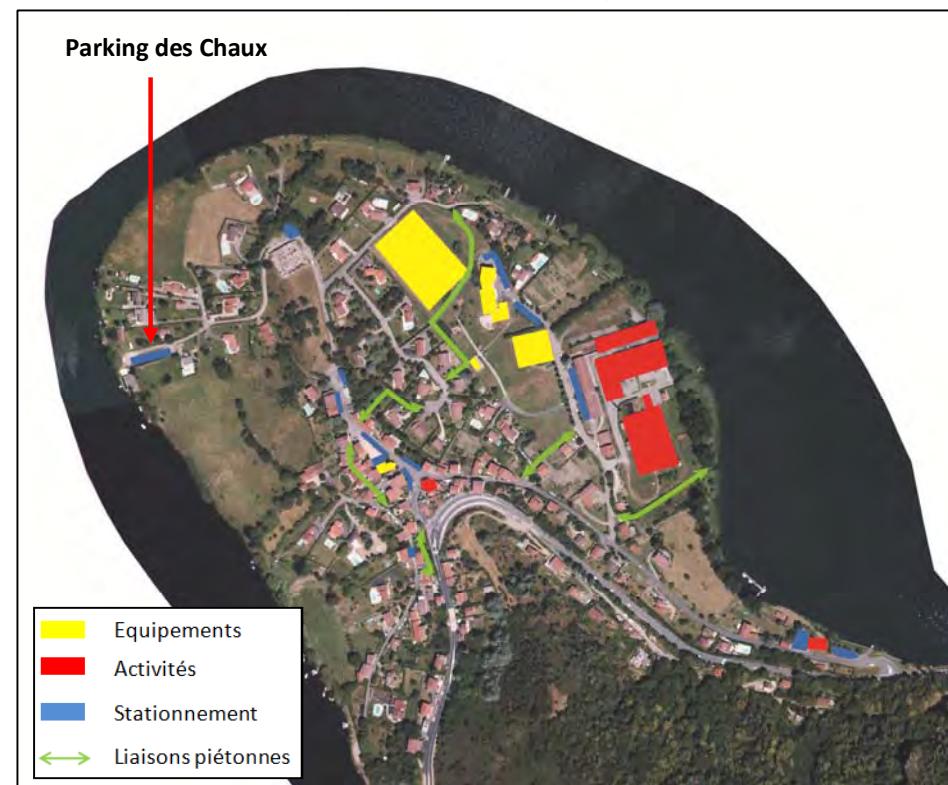 Parking des Chaux
Equipements
Activités
Stationnement
Liaisons piétonnes